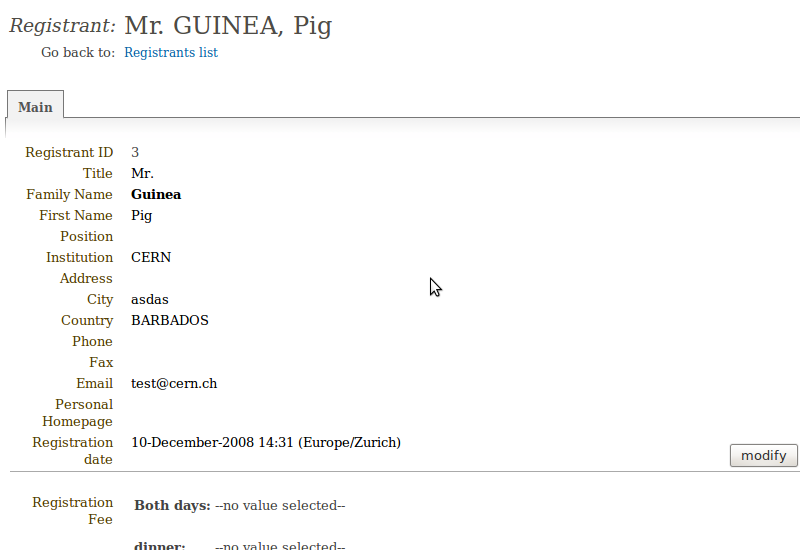 Registrant: Mr. GUINEA, Pig
Go back to: Registrants list
Main
Registrant ID 3
Title Mr.
Family Name Guinea
First Name Pig
Position
Institution CERN
Address
City asdas
Country BARBADOS
Phone
Fax
Email test@cern.ch
Personal
Homepage
Registration 10-December-2008 14:31 (Europe/Zurich)
date
modify
Registration Both days: --no value selected--
Fee
dinner: --no value selected--